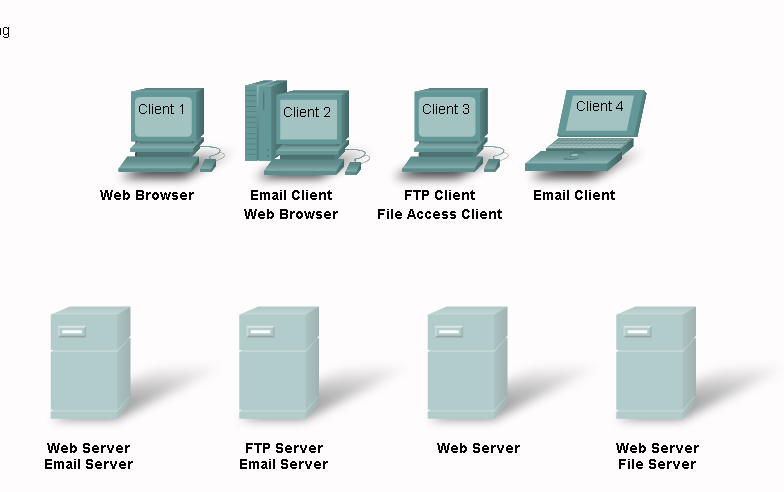 Client 1
Client 2
Client 3
Client 4
Web Browser
Email Client
Web Browser
FTP Client
File Access Client
Email Client
Web Server
Email Server
FTP Server
Email Server
Web Server
Web Server
File Server